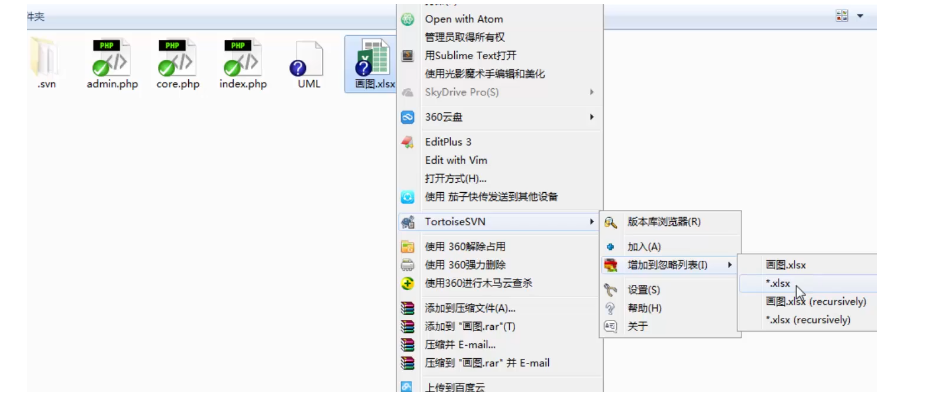 件夹
PHP
PHP
PHP
.svn
admin.php
core.php
index.php
UML
画图.xlsx
Open with Atom
管理员取得所有权
用Sublime Text打开
使用光影魔术手编辑和美化
SkyDrive Pro(S)
360云盘
EditPlus 3
Edit with Vim
打开方式(H)...
使用 茄子快传发送到其他设备
TortoiseSVN
使用 360解除占用
使用 360强力删除
使用360进行木马云查杀
添加到压缩文件(A)...
添加到 "画图.rar"(T)
压缩并 E-mail...
压缩到 "画图.rar" 并 E-mail
上传到百度云
版本库浏览器(R)
加入(A)
增加到忽略列表(I)
设置(S)
帮助(H)
关于
画图.xlsx
*.xlsx
画图.xlsx (recursively)
*.xlsx (recursively)